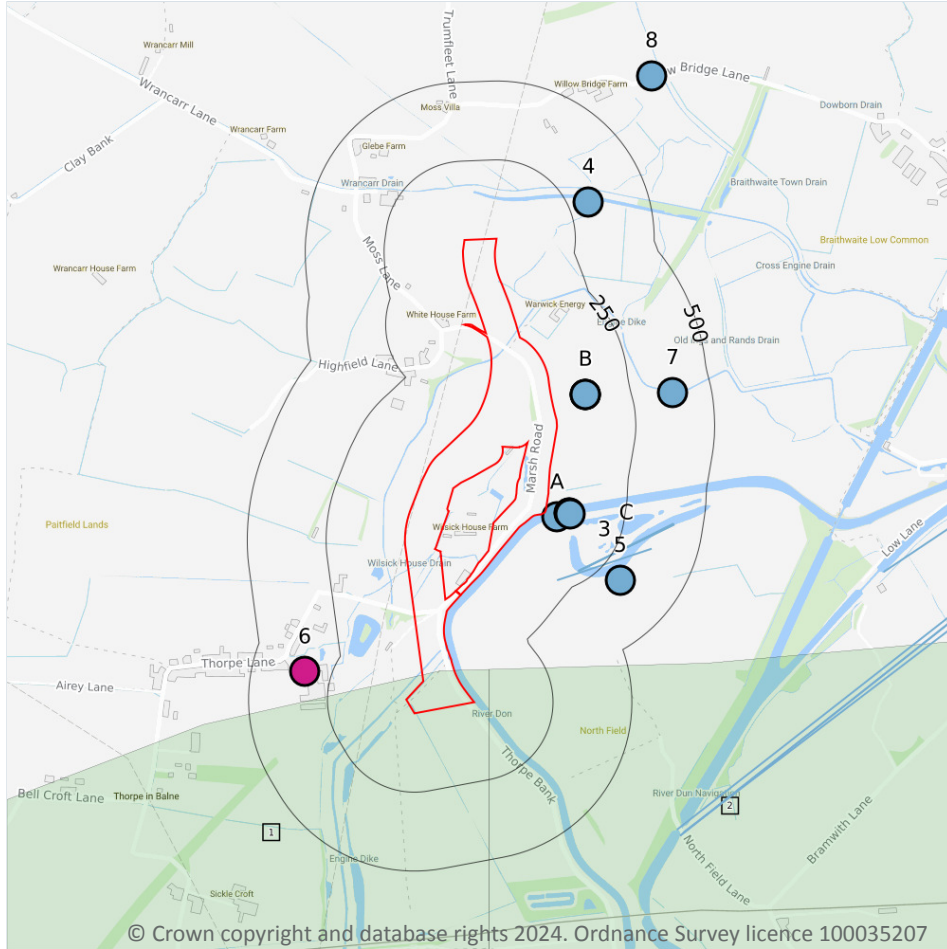 8
Wrancarr Mill
Trumfleet Lane
w Bridge Lane
Willow Bridge Farm
Wrancarr Lane
Moss Villa
Dowborn Drain
Wrancarr Farm
Clay Bank
Glebe Farm
4
Wrancarr Drain
Braithwaite Town Drain
Moss Lane
Braithwaite Low Common
Wrancarr House Farm
Cross Engine Drain
250
500
Warwick Energy
White House Farm
Engine Dike
Old Eas and Rands Drain
Highfield Lane
B
7
Marsh Road
A
C
Paitfield Lands
Wilsick House Farm
3
5
Low Lane
Wilsick House Drain
6
Thorpe Lane
Airey Lane
River Don
North Field
Thorpe Bank
Bell Croft Lane
Thorpe in Balne
River Dun Navigation
2
1
Bramwith Lane
Engine Dike
North Field Lane
Sickle Croft
© Crown copyright and database rights 2024. Ordnance Survey licence 100035207